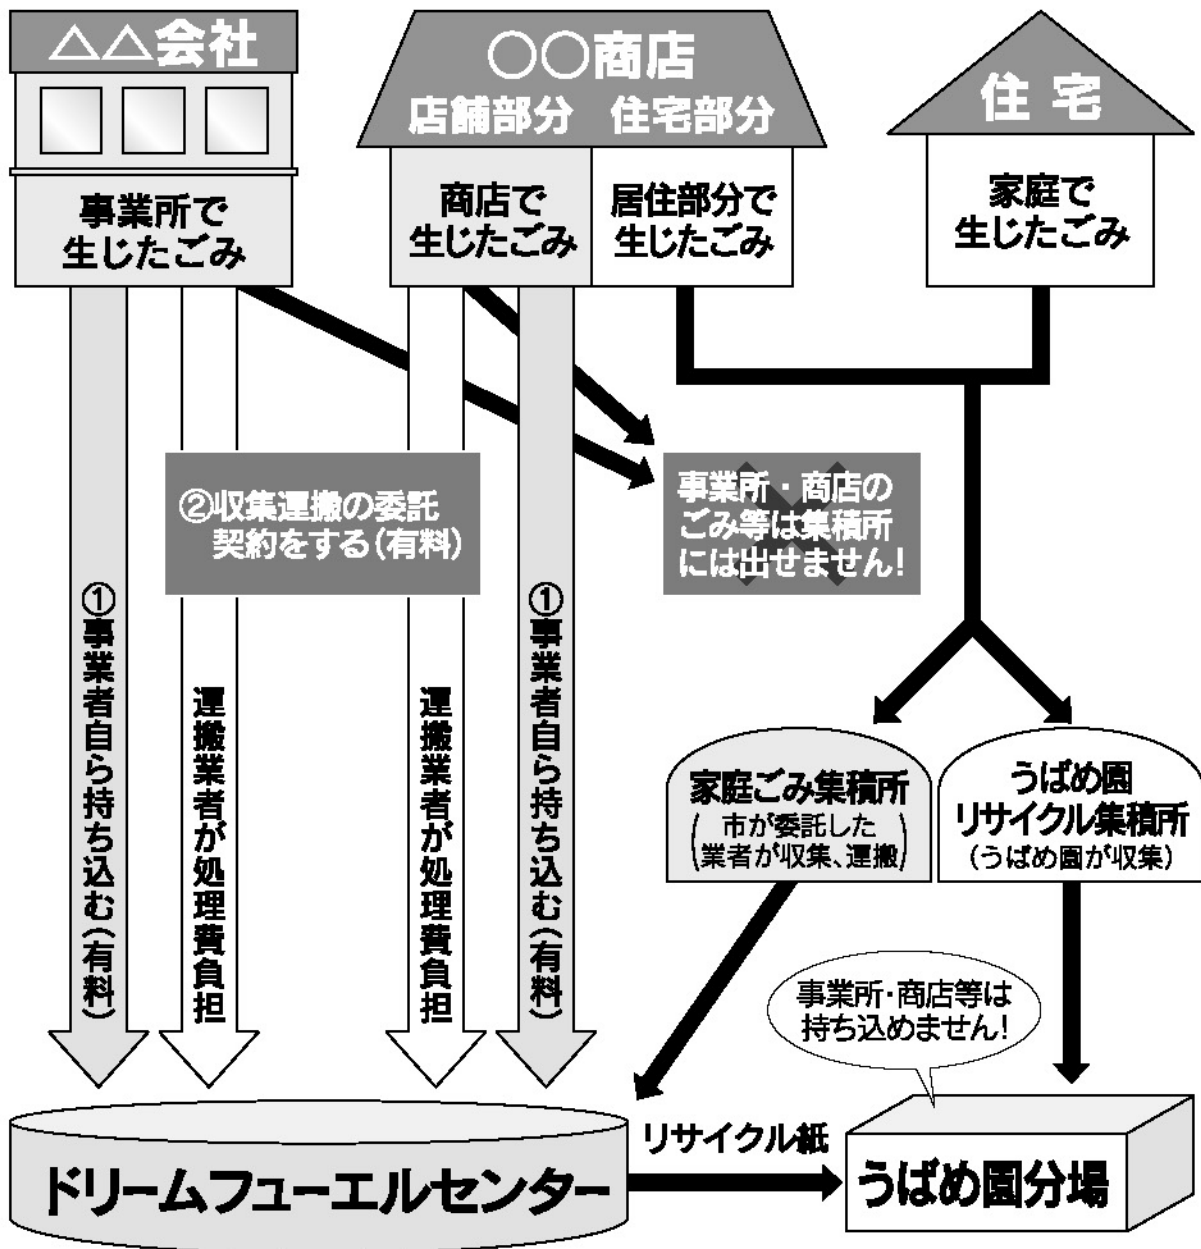 △△会社
事業所で
生じたごみ
○○商店
店舗部分 住宅部分
商店で
生じたごみ
居住部分で
生じたごみ
住宅
家庭で
生じたごみ
②収集運搬の委託
契約をする(有料)
事業所・商店の
ごみ等は集積所
には出せません!
①事業者自ら持ち込む(有料)
運搬業者が処理費負担
運搬業者が処理費負担
①事業者自ら持ち込む(有料)
家庭ごみ集積所
(市が委託した
業者が収集、運搬)
うばめ園
リサイクル集積所
(うばめ園が収集)
事業所・商店等は
持ち込めません!
ドリームフューエルセンター
リサイクル紙
うばめ園分場